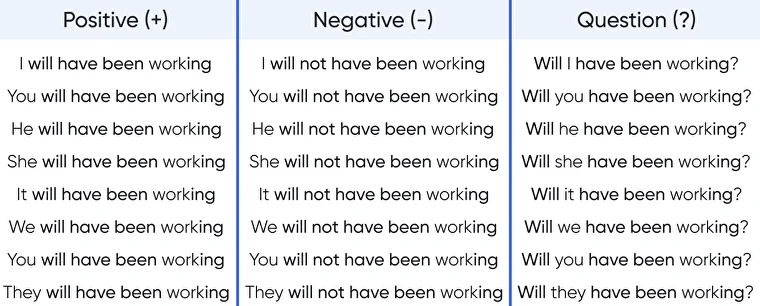 Positive (+)
I will have been working
You will have been working
He will have been working
She will have been working
It will have been working
We will have been working
You will have been working
They will have been working
Negative (-)
I will not have been working
You will not have been working
He will not have been working
She will not have been working
It will not have been working
We will not have been working
You will not have been working
They will not have been working
Question (?)
Will I have been working?
Will you have been working?
Will he have been working?
Will she have been working?
Will it have been working?
Will we have been working?
Will you have been working?
Will they have been working?